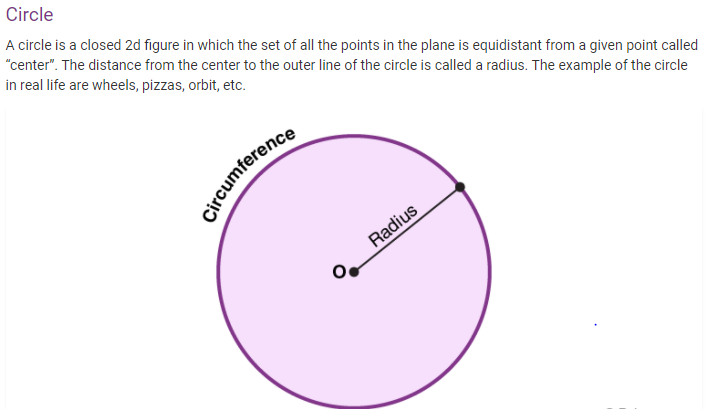 Circle
A circle is a closed 2d figure in which the set of all the points in the plane is equidistant from a given point called
“center”. The distance from the center to the outer line of the circle is called a radius. The example of the circle
in real life are wheels, pizzas, orbit, etc.
Circumference
Radius
O